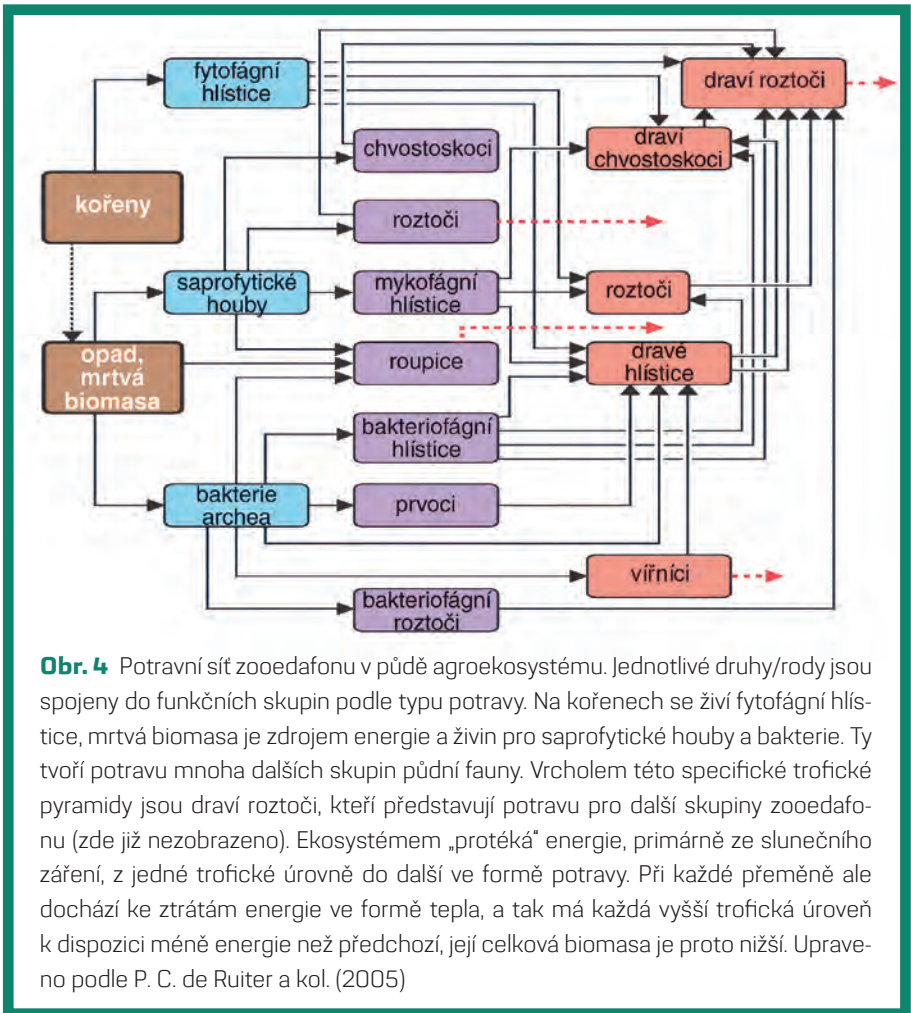 fytofágní
hlístice
draví roztoči
chvostoskoci
draví
chvostoskoci
kořeny
roztoči
saprofytické
houby
mykofágní
hlístice
roztoči
opad,
mrtvá
biomasa
roupice
dravé
hlístice
bakteriofágní
hlístice
bakterie
archea
prvoci
vířníci
bakteriofágní
roztoči
Obr. 4 Potravní síť zooedafonu v půdě agroekosystému. Jednotlivé druhy/rody jsou
spojeny do funkčních skupin podle typu potravy. Na kořenech se živí fytofágní hlís-
tice, mrtvá biomasa je zdrojem energie a živin pro saprofytické houby a bakterie. Ty
tvoří potravu mnoha dalších skupin půdní fauny. Vrcholem této specifické trofické
pyramidy jsou draví roztoči, kteří představují potravu pro další skupiny zooedafo-
nu (zde již nezobrazeno). Ekosystémem „protéká“ energie, primárně ze slunečního
záření, z jedné trofické úrovně do další ve formě potravy. Při každé přeměně ale
dochází ke ztrátám energie ve formě tepla, a tak má každá vyšší trofická úroveň
k dispozici méně energie než předchozí, její celková biomasa je proto nižší. Uprave-
no podle P. C. de Ruiter a kol. (2005)